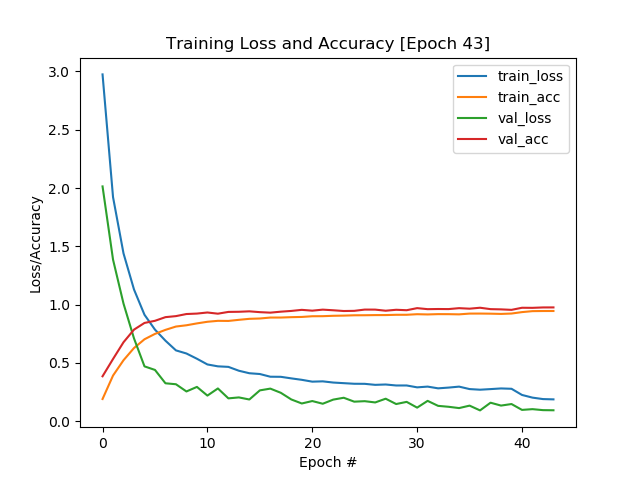 Training Loss and Accuracy [Epoch 43]
train_loss
train_acc
val_loss
val_acc
3.0
2.5
2.0
1.5
1.0
0.5
0.0
Loss/Accuracy
0 10 20 30 40
Epoch #